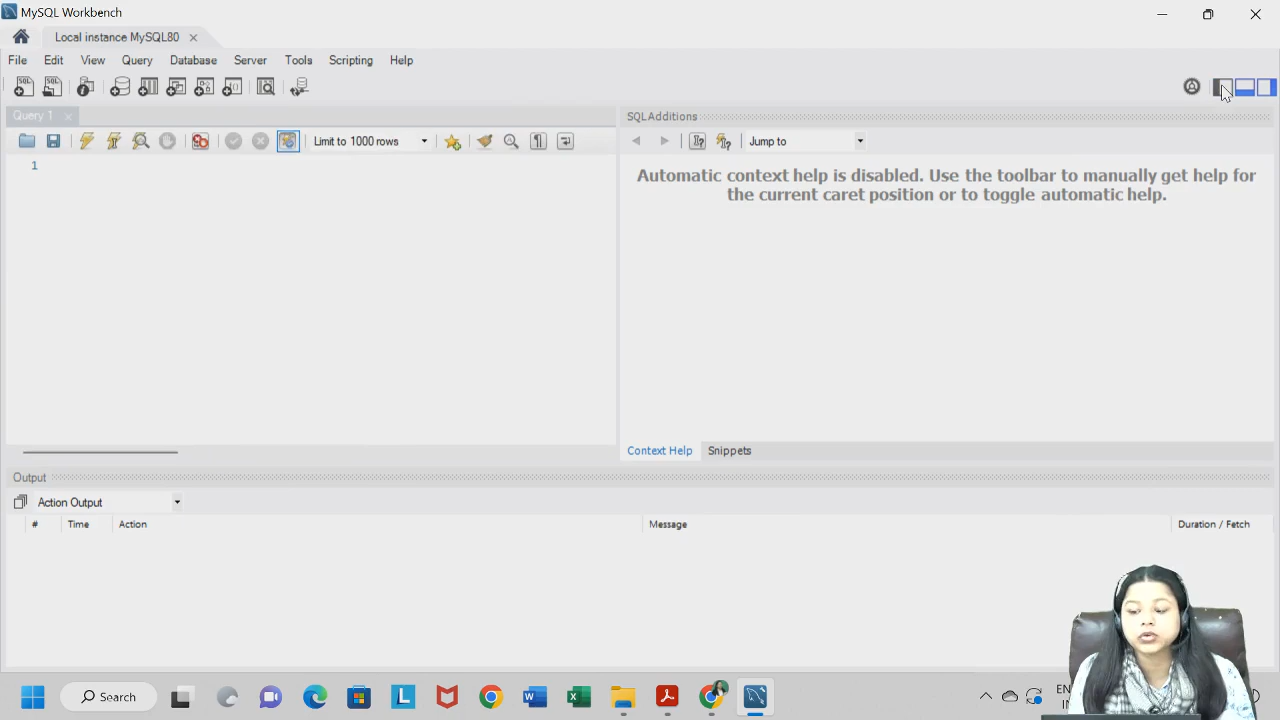 MySQL Workbench
Local instance MySQL80
File Edit View Query Database Server Tools Scripting Help
Query 1
SQLAdditions
Limit to 1000 rows
Jump to
1
Automatic context help is disabled. Use the toolbar to manually get help for
the current caret position or to toggle automatic help.
Context Help Snippets
Output
Action Output
# Time Action Message Duration / Fetch
Search
EN